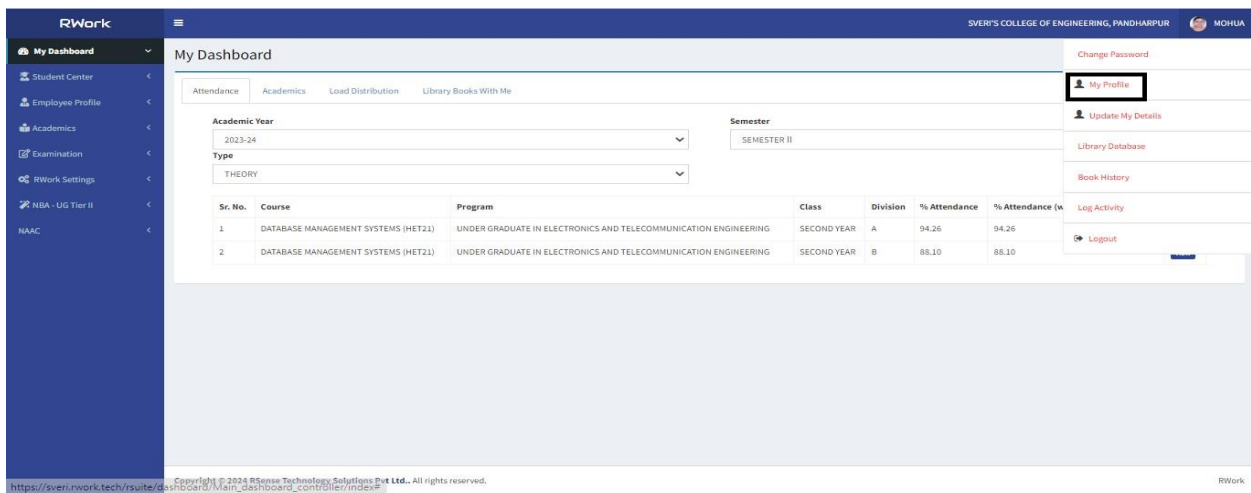 RWork
SVERI'S COLLEGE OF ENGINEERING, PANDHARPUR MOHUA
My Dashboard
Student Center
Employee Profile
Academics
Examination
RWork Settings
NBA - UG Tier II
NAAC
My Dashboard
Attendance Academics Load Distribution Library Books With Me
Academic Year Semester
2023-24 SEMESTER II
Type
THEORY
Sr. No. Course Program Class Division % Attendance % Attendance (w
1 DATABASE MANAGEMENT SYSTEMS (HET21) UNDER GRADUATE IN ELECTRONICS AND TELECOMMUNICATION ENGINEERING SECOND YEAR A 94.26 94.26
2 DATABASE MANAGEMENT SYSTEMS (HET21) UNDER GRADUATE IN ELECTRONICS AND TELECOMMUNICATION ENGINEERING SECOND YEAR B 88.10 88.10
Change Password
My Profile
Update My Details
Library Database
Book History
Log Activity
Logout
Copyright © 2024 RSense Technology Solutions Pvt Ltd.. All rights reserved. RWork
https://sveri.rwork.tech/rsuite/dashboard/Main_dashboard_controller/index#